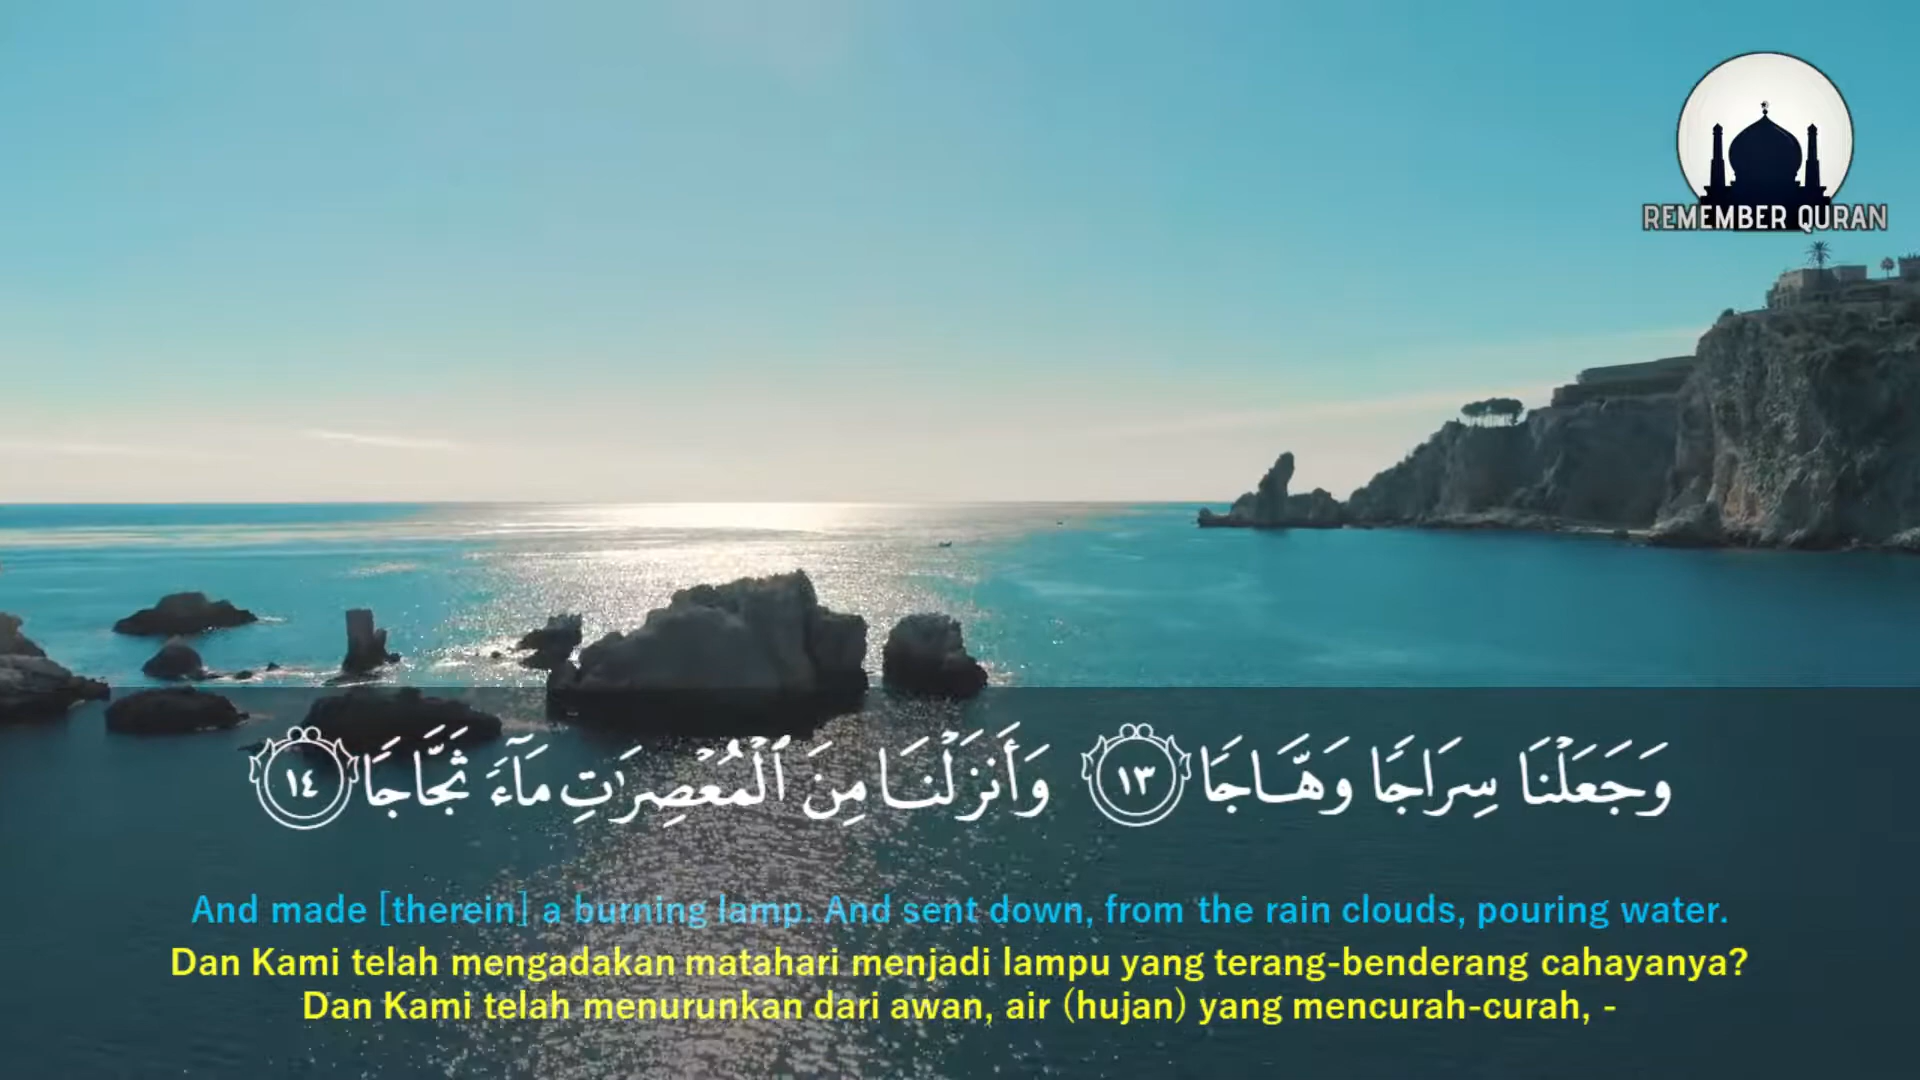 REMEMBER QURAN
وَجَعَلْنَا سِرَاجًا وَهَّاجًا ١٣ وَأَنزَلْنَا مِنَ ٱلْمُعْصِرَٰتِ مَآءً ثَجَّاجًا ١٤
And made [therein] a burning lamp. And sent down, from the rain clouds, pouring water.
Dan Kami telah mengadakan matahari menjadi lampu yang terang-benderang cahayanya?
Dan Kami telah menurunkan dari awan, air (hujan) yang mencurah-curah, -